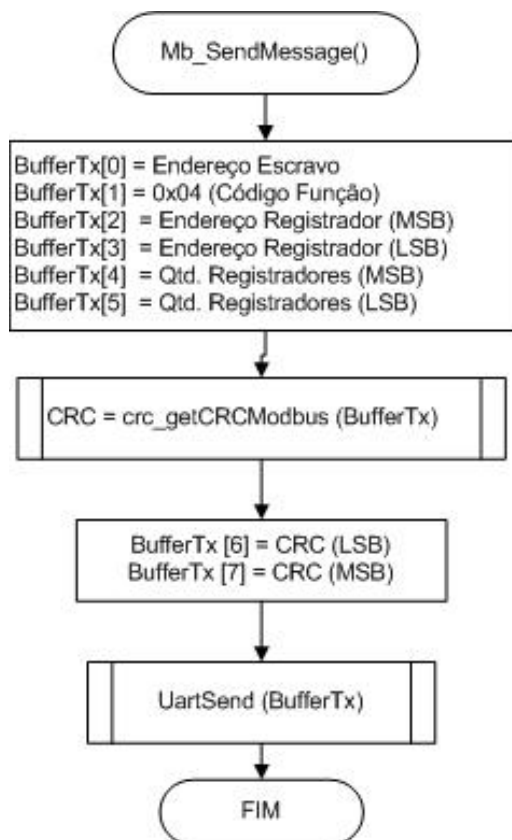 Mb_SendMessage()
BufferTx[0] = Endereço Escravo
BufferTx[1] = 0x04 (Código Função)
BufferTx[2] = Endereço Registrador (MSB)
BufferTx[3] = Endereço Registrador (LSB)
BufferTx[4] = Qtd. Registradores (MSB)
BufferTx[5] = Qtd. Registradores (LSB)
CRC = crc_getCRCModbus (BufferTx)
BufferTx [6] = CRC (LSB)
BufferTx [7] = CRC (MSB)
UartSend (BufferTx)
FIM